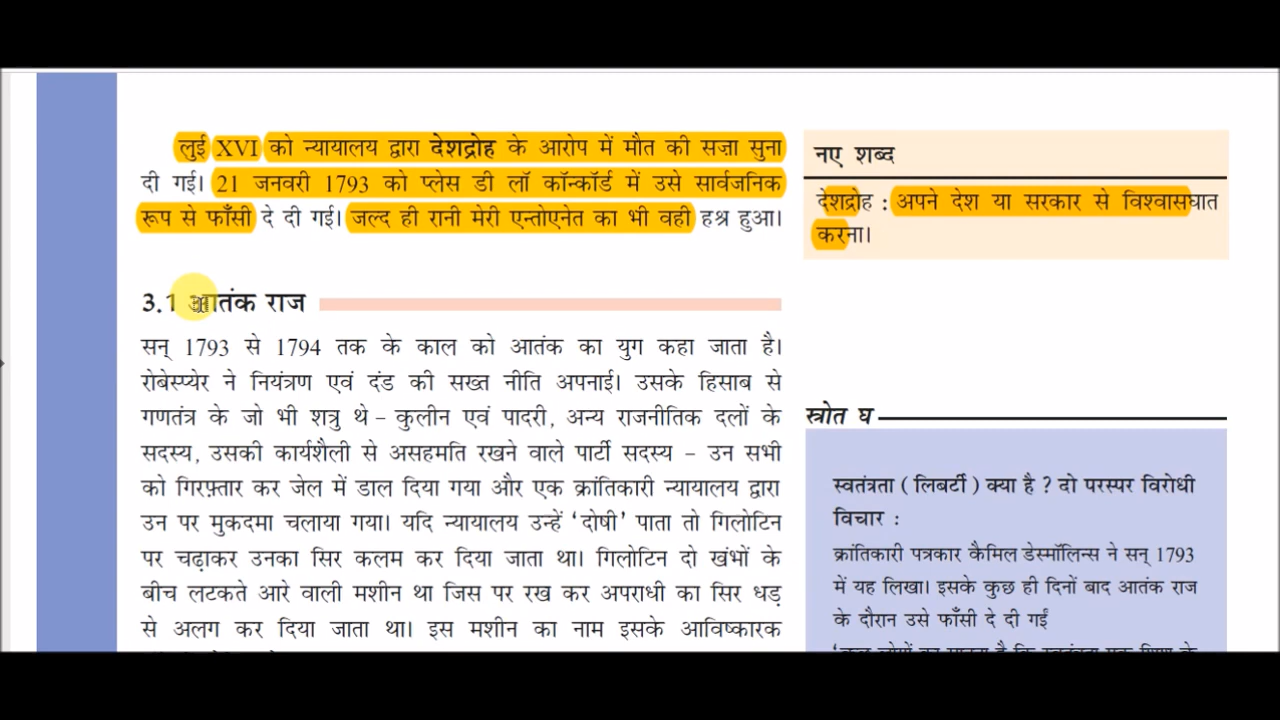 लुई XVI को न्यायालय द्वारा देशद्रोह के आरोप में मौत की सज़ा सुना
दी गई। 21 जनवरी 1793 को प्लेस डी लॉ कॉन्कॉर्ड में उसे सार्वजनिक
रूप से फाँसी दे दी गई। जल्द ही रानी मेरी एन्तोएनेत का भी वही हश्र हुआ।
3.1 आतंक राज
सन् 1793 से 1794 तक के काल को आतंक का युग कहा जाता है।
रोबेस्प्येर ने नियंत्रण एवं दंड की सख्त नीति अपनाई। उसके हिसाब से
गणतंत्र के जो भी शत्रु थे – कुलीन एवं पादरी, अन्य राजनीतिक दलों के
सदस्य, उसकी कार्यशैली से असहमति रखने वाले पार्टी सदस्य – उन सभी
को गिरफ़्तार कर जेल में डाल दिया गया और एक क्रांतिकारी न्यायालय द्वारा
उन पर मुकदमा चलाया गया। यदि न्यायालय उन्हें ‘दोषी’ पाता तो गिलोटिन
पर चढ़ाकर उनका सिर कलम कर दिया जाता था। गिलोटिन दो खंभों के
बीच लटकते आरे वाली मशीन था जिस पर रख कर अपराधी का सिर धड़
से अलग कर दिया जाता था। इस मशीन का नाम इसके आविष्कारक
नए शब्द
देशद्रोह : अपने देश या सरकार से विश्वासघात
करना।
स्त्रोत घ
स्वतंत्रता ( लिबर्टी ) क्या है ? दो परस्पर विरोधी
विचार :
क्रांतिकारी पत्रकार कैमिल डेस्मॉलिन्स ने सन् 1793
में यह लिखा। इसके कुछ ही दिनों बाद आतंक राज
के दौरान उसे फाँसी दे दी गईं